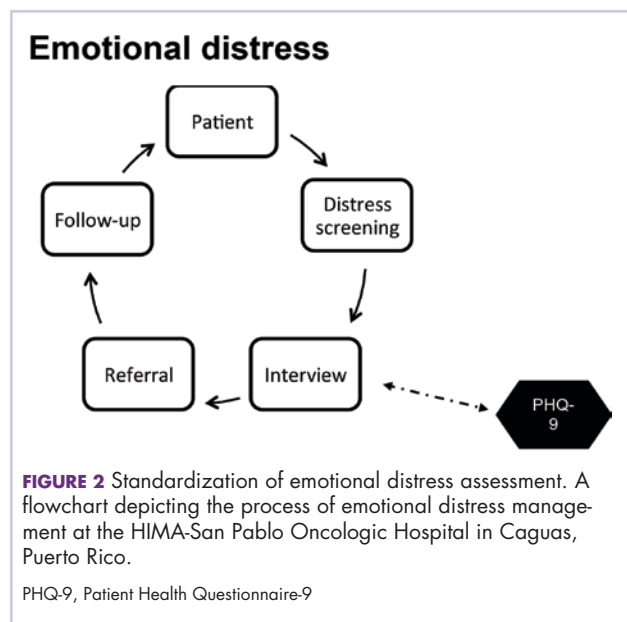 Emotional distress
Patient
Distress
screening
Follow-up
Referral
Interview
PHQ-
9
FIGURE 2 Standardization of emotional distress assessment. A
flowchart depicting the process of emotional distress manage-
ment at the HIMA-San Pablo Oncologic Hospital in Caguas,
Puerto Rico.
PHQ-9, Patient Health Questionnaire-9